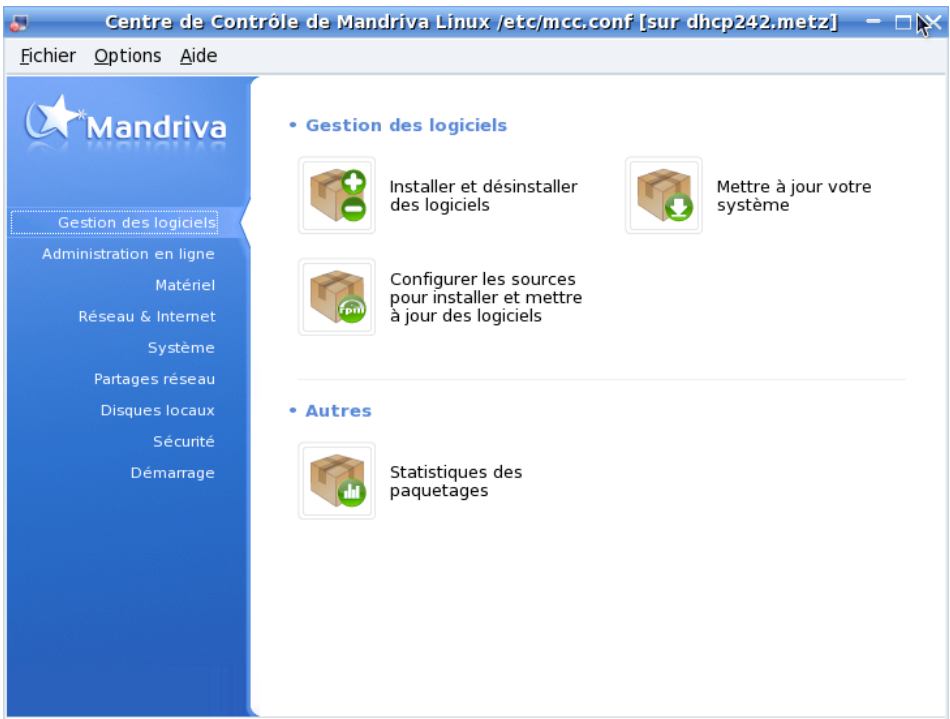 Centre de Contrôle de Mandriva Linux /etc/mcc.conf [sur dhcp242.metz]
Fichier Options Aide
Mandriva
Gestion des logiciels
Administration en ligne
Matériel
Réseau & Internet
Système
Partages réseau
Disques locaux
Sécurité
Démarrage
• Gestion des logiciels
Installer et désinstaller
des logiciels
Mettre à jour votre
système
Configurer les sources
pour installer et mettre
à jour des logiciels
rpm
• Autres
Statistiques des
paquetages